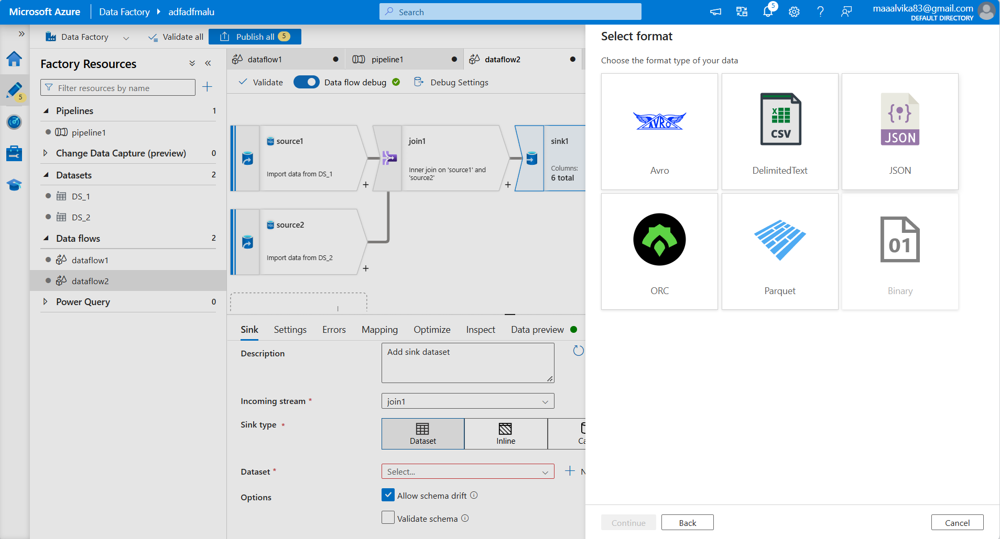 Microsoft Azure
Data Factory
adfadfmalu
Search
5
maaalvika83@gmail.com
DEFAULT DIRECTORY
Data Factory
Validate all
Publish all 5
5
Factory Resources
Filter resources by name
Pipelines 1
pipeline1
Change Data Capture (preview) 0
Datasets 2
DS_1
DS_2
Data flows 2
dataflow1
dataflow2
Power Query 0
dataflow1
pipeline1
dataflow2
Validate
Data flow debug
Debug Settings
SQL source1
Import data from DS_1
+
join1
Inner join on 'source1' and
'source2'
+
sink1
Columns:
6 total
SQL source2
Import data from DS_2
+
Sink
Settings
Errors
Mapping
Optimize
Inspect
Data preview
Description
Add sink dataset
Incoming stream *
join1
Sink type *
Dataset
Inline
Ca
Dataset *
Select...
+ N
Options
Allow schema drift
Validate schema
Select format
Choose the format type of your data
AVRO
Avro
X
CSV
DelimitedText
{ }
JSON
JSON
ORC
Parquet
01
Binary
Continue
Back
Cancel